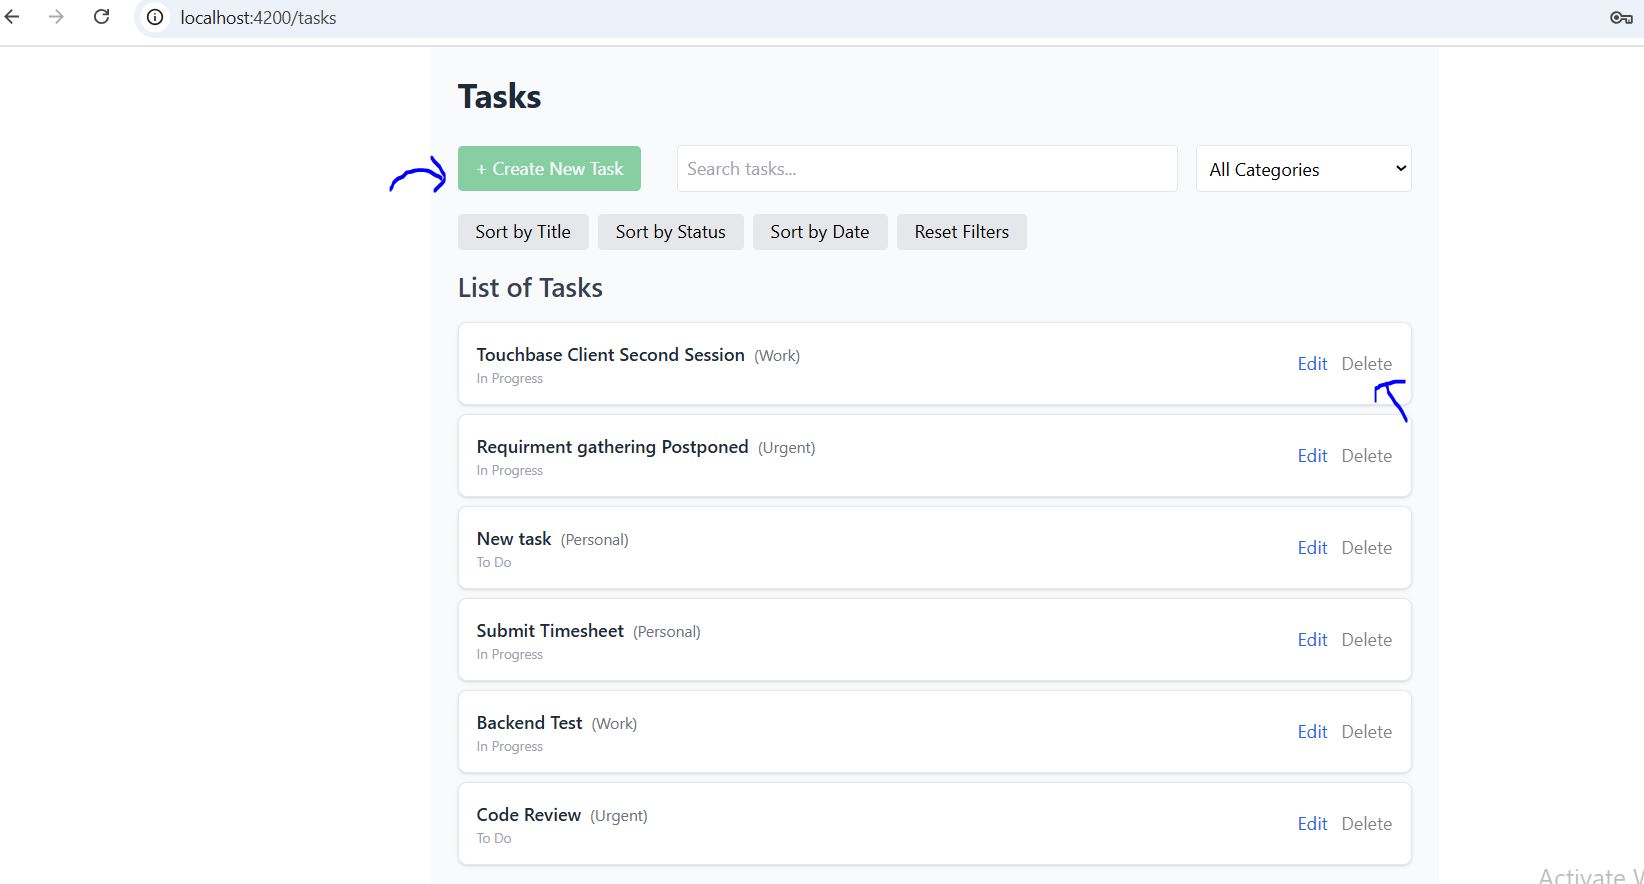 localhost:4200/tasks
Tasks
+ Create New Task
Search tasks...
All Categories
Sort by Title
Sort by Status
Sort by Date
Reset Filters
List of Tasks
Touchbase Client Second Session (Work)
In Progress
Edit Delete
Requirment gathering Postponed (Urgent)
In Progress
Edit Delete
New task (Personal)
To Do
Edit Delete
Submit Timesheet (Personal)
In Progress
Edit Delete
Backend Test (Work)
In Progress
Edit Delete
Code Review (Urgent)
To Do
Edit Delete
Activate